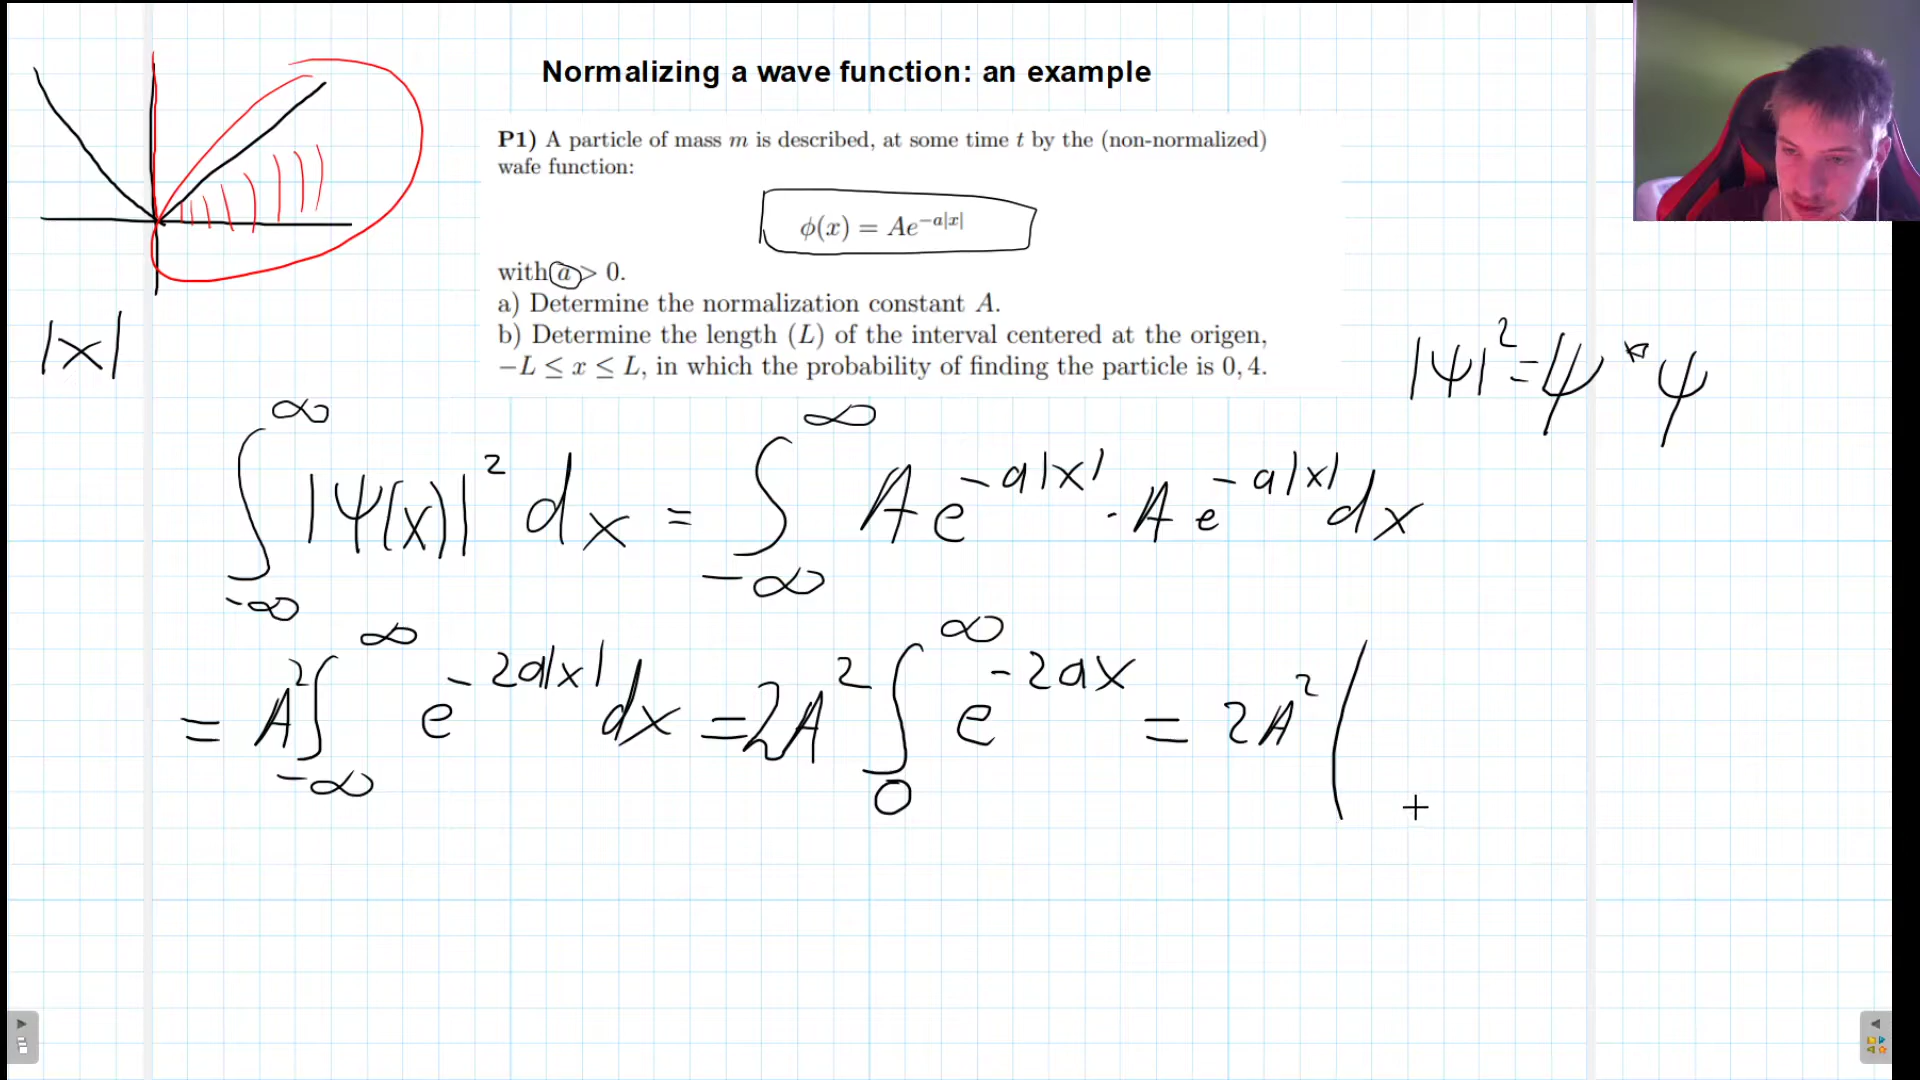 Normalizing a wave function: an example
P1) A particle of mass m is described, at some time t by the (non-normalized)
wafe function:
ϕ(x) = Ae^{-a|x|}
with a > 0.
a) Determine the normalization constant A.
b) Determine the length (L) of the interval centered at the origen,
−L ≤ x ≤ L, in which the probability of finding the particle is 0, 4.
|x|
|ψ|² = ψ* ψ
∫_{-∞}^{∞} |ψ(x)|² dx = ∫_{-∞}^{∞} A e^{-a|x|} · A e^{-a|x|} dx
= A² ∫_{-∞}^{∞} e^{-2a|x|} dx = 2A² ∫_{0}^{∞} e^{-2ax} = 2A² (